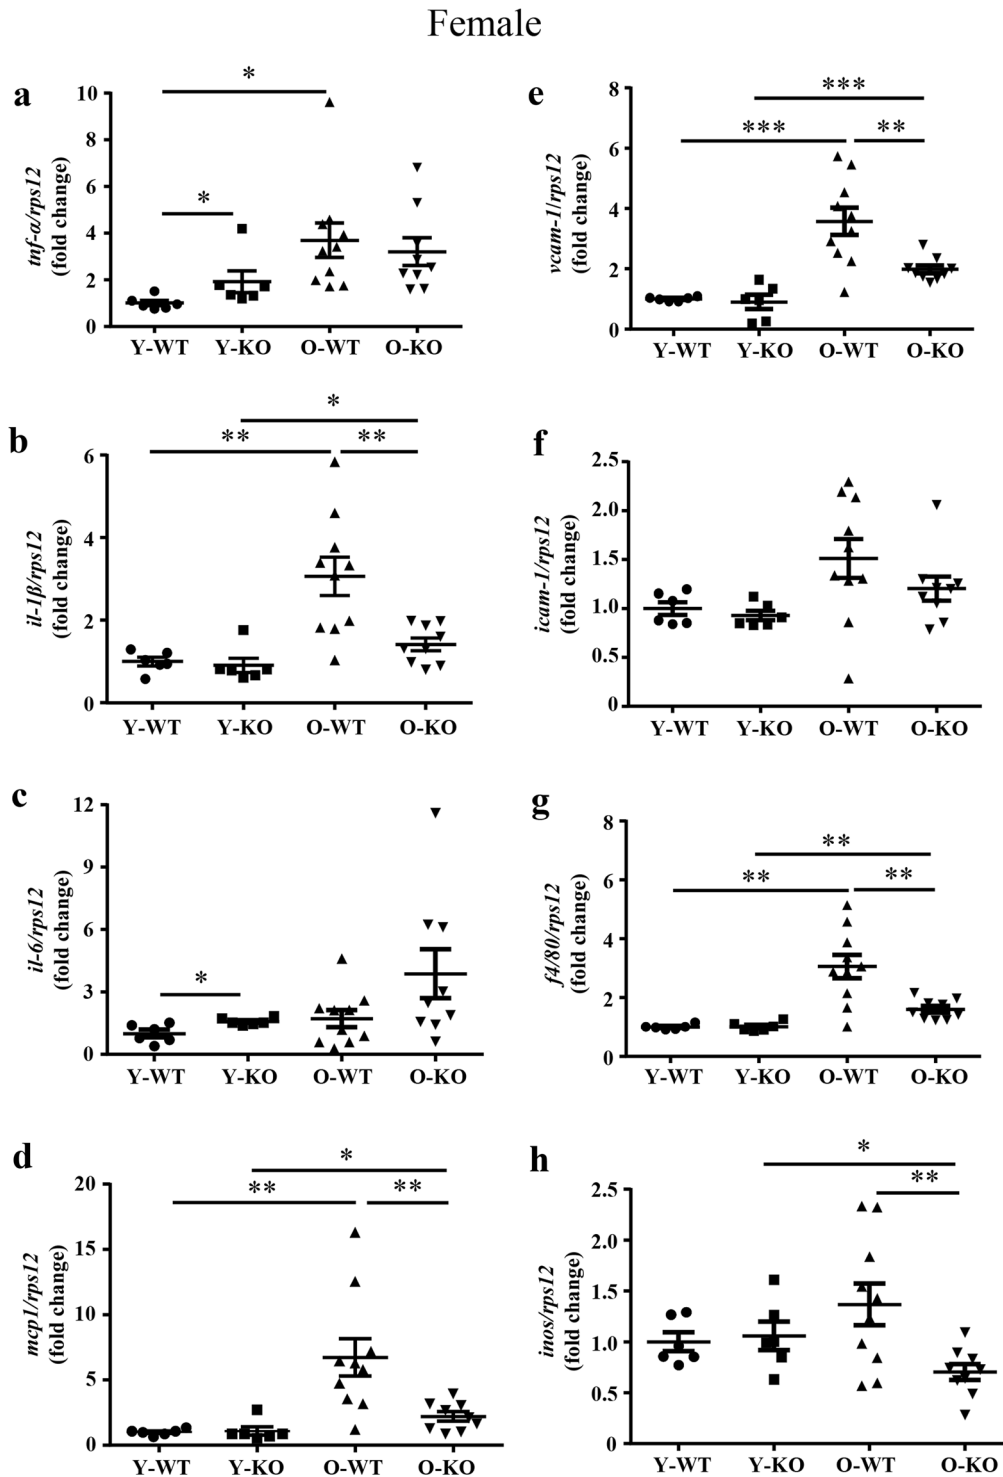 Female
a
tnf-α/rps12
(fold change)
10
8
6
4
2
0
*
*
Y-WT Y-KO O-WT O-KO
b
il-1β/rps12
(fold change)
6
4
2
0
*
** **
Y-WT Y-KO O-WT O-KO
c
il-6/rps12
(fold change)
12
9
6
3
0
*
Y-WT Y-KO O-WT O-KO
d
mcp1/rps12
(fold change)
20
15
10
5
0
*
** **
Y-WT Y-KO O-WT O-KO
e
vcam-1/rps12
(fold change)
8
6
4
2
0
***
*** **
Y-WT Y-KO O-WT O-KO
f
icam-1/rps12
(fold change)
2.5
2.0
1.5
1.0
0.5
0
Y-WT Y-KO O-WT O-KO
g
f4/80/rps12
(fold change)
8
6
4
2
0
**
** **
Y-WT Y-KO O-WT O-KO
h
inos/rps12
(fold change)
2.5
2.0
1.5
1.0
0.5
0
*
**
Y-WT Y-KO O-WT O-KO